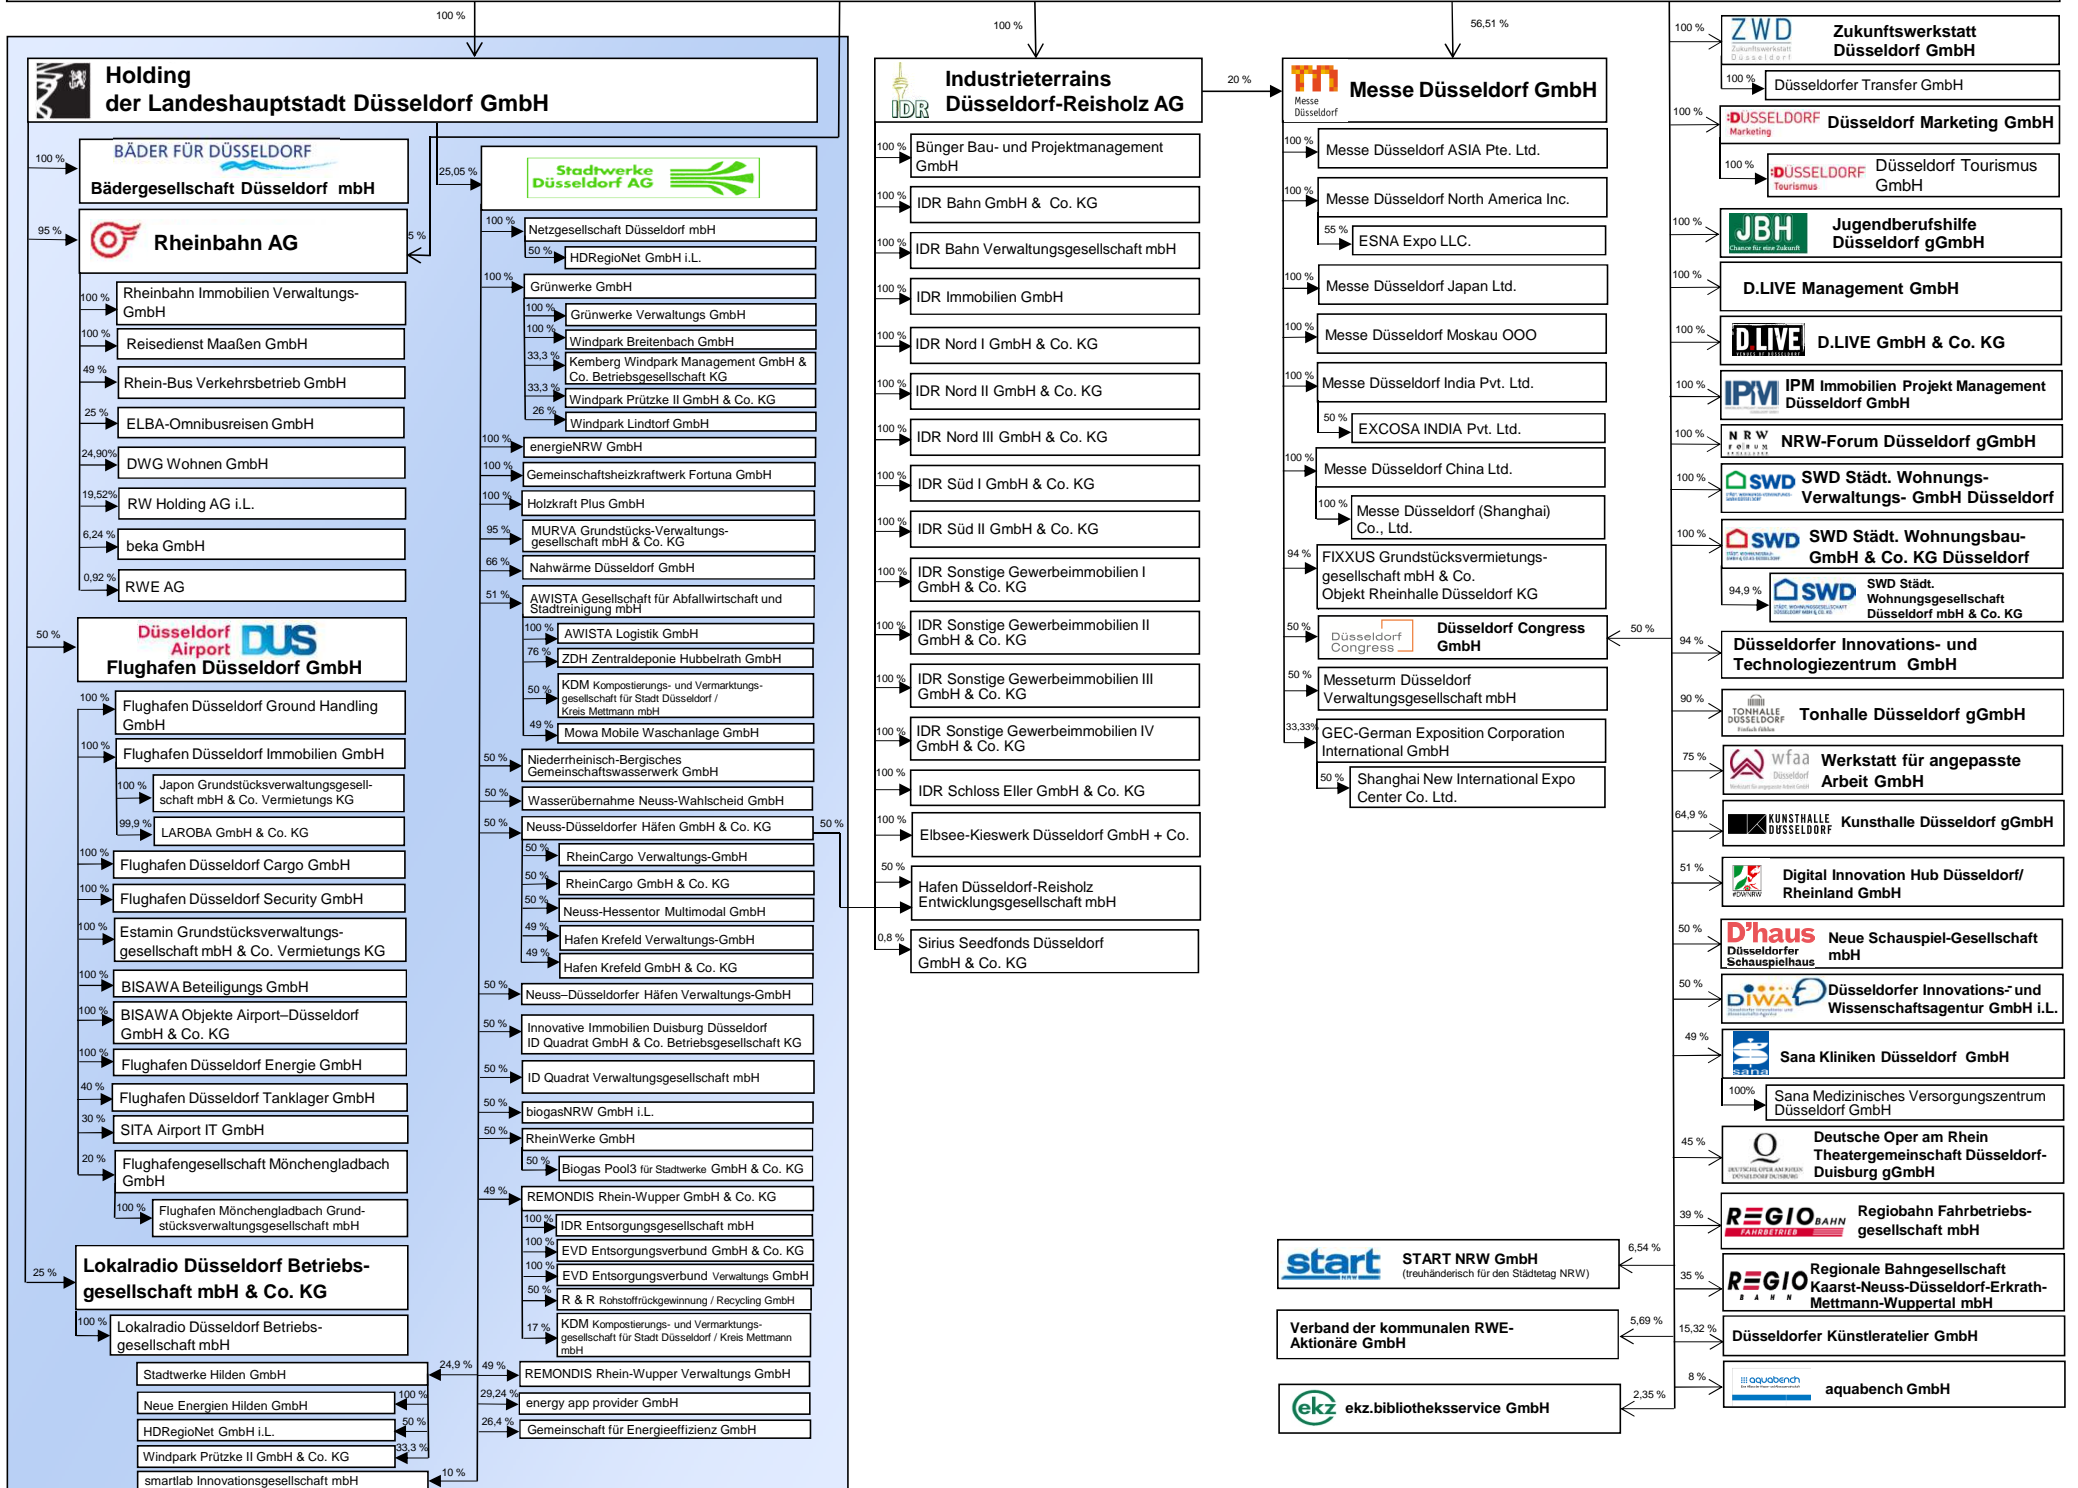 100 %
Holding
der Landeshauptstadt Düsseldorf GmbH
100 %
BÄDER FÜR DÜSSELDORF
Bädergesellschaft Düsseldorf mbH
95 %
Rheinbahn AG
5 %
100 %
Rheinbahn Immobilien Verwaltungs-
GmbH
100 %
Reisedienst Maaßen GmbH
49 %
Rhein-Bus Verkehrsbetrieb GmbH
25 %
ELBA-Omnibusreisen GmbH
24,90%
DWG Wohnen GmbH
19,52%
RW Holding AG i.L.
6,24 %
beka GmbH
0,92 %
RWE AG
50 %
Düsseldorf
Airport DUS
Flughafen Düsseldorf GmbH
100 %
Flughafen Düsseldorf Ground Handling
GmbH
100 %
Flughafen Düsseldorf Immobilien GmbH
100 %
Japon Grundstücksverwaltungsgesell-
schaft mbH & Co. Vermietungs KG
99,9 %
LAROBA GmbH & Co. KG
100 %
Flughafen Düsseldorf Cargo GmbH
100 %
Flughafen Düsseldorf Security GmbH
100 %
Estamin Grundstücksverwaltungs-
gesellschaft mbH & Co. Vermietungs KG
100 %
BISAWA Beteiligungs GmbH
100 %
BISAWA Objekte Airport–Düsseldorf
GmbH & Co. KG
100 %
Flughafen Düsseldorf Energie GmbH
40 %
Flughafen Düsseldorf Tanklager GmbH
30 %
SITA Airport IT GmbH
20 %
Flughafengesellschaft Mönchengladbach
GmbH
100 %
Flughafen Mönchengladbach Grund-
stücksverwaltungsgesellschaft mbH
25 %
Lokalradio Düsseldorf Betriebs-
gesellschaft mbH & Co. KG
100 %
Lokalradio Düsseldorf Betriebs-
gesellschaft mbH
25,05 %
Stadtwerke
Düsseldorf AG
100 %
Netzgesellschaft Düsseldorf mbH
50 %
HDRegioNet GmbH i.L.
100 %
Grünwerke GmbH
100 %
Grünwerke Verwaltungs GmbH
100 %
Windpark Breitenbach GmbH
33,3 %
Kemberg Windpark Management GmbH &
Co. Betriebsgesellschaft KG
33,3 %
Windpark Prützke II GmbH & Co. KG
26 %
Windpark Lindtorf GmbH
100 %
energieNRW GmbH
100 %
Gemeinschaftsheizkraftwerk Fortuna GmbH
100 %
Holzkraft Plus GmbH
95 %
MURVA Grundstücks-Verwaltungs-
gesellschaft mbH & Co. KG
66 %
Nahwärme Düsseldorf GmbH
51 %
AWISTA Gesellschaft für Abfallwirtschaft und
Stadtreinigung mbH
100 %
AWISTA Logistik GmbH
76 %
ZDH Zentraldeponie Hubbelrath GmbH
50 %
KDM Kompostierungs- und Vermarktungs-
gesellschaft für Stadt Düsseldorf /
Kreis Mettmann mbH
49 %
Mowa Mobile Waschanlage GmbH
50 %
Niederrheinisch-Bergisches
Gemeinschaftswasserwerk GmbH
50 %
Wasserübernahme Neuss-Wahlscheid GmbH
50 %
Neuss-Düsseldorfer Häfen GmbH & Co. KG
50 %
50 %
RheinCargo Verwaltungs-GmbH
50 %
RheinCargo GmbH & Co. KG
50 %
Neuss-Hessentor Multimodal GmbH
49 %
Hafen Krefeld Verwaltungs-GmbH
49 %
Hafen Krefeld GmbH & Co. KG
50 %
Neuss–Düsseldorfer Häfen Verwaltungs-GmbH
50 %
Innovative Immobilien Duisburg Düsseldorf
ID Quadrat GmbH & Co. Betriebsgesellschaft KG
50 %
ID Quadrat Verwaltungsgesellschaft mbH
50 %
biogasNRW GmbH i.L.
50 %
RheinWerke GmbH
50 %
Biogas Pool3 für Stadtwerke GmbH & Co. KG
49 %
REMONDIS Rhein-Wupper GmbH & Co. KG
100 %
IDR Entsorgungsgesellschaft mbH
100 %
EVD Entsorgungsverbund GmbH & Co. KG
100 %
EVD Entsorgungsverbund Verwaltungs GmbH
50 %
R & R Rohstoffrückgewinnung / Recycling GmbH
17 %
KDM Kompostierungs- und Vermarktungs-
gesellschaft für Stadt Düsseldorf / Kreis Mettmann
mbH
49 %
REMONDIS Rhein-Wupper Verwaltungs GmbH
29,24 %
energy app provider GmbH
26,4 %
Gemeinschaft für Energieeffizienz GmbH
24,9 %
Stadtwerke Hilden GmbH
100 %
Neue Energien Hilden GmbH
50 %
HDRegioNet GmbH i.L.
33,3 %
Windpark Prützke II GmbH & Co. KG
10 %
smartlab Innovationsgesellschaft mbH
100 %
IDR
Industrieterrains
Düsseldorf-Reisholz AG
20 %
100 %
Bünger Bau- und Projektmanagement
GmbH
100 %
IDR Bahn GmbH & Co. KG
100 %
IDR Bahn Verwaltungsgesellschaft mbH
100 %
IDR Immobilien GmbH
100 %
IDR Nord I GmbH & Co. KG
100 %
IDR Nord II GmbH & Co. KG
100 %
IDR Nord III GmbH & Co. KG
100 %
IDR Süd I GmbH & Co. KG
100 %
IDR Süd II GmbH & Co. KG
100 %
IDR Sonstige Gewerbeimmobilien I
GmbH & Co. KG
100 %
IDR Sonstige Gewerbeimmobilien II
GmbH & Co. KG
100 %
IDR Sonstige Gewerbeimmobilien III
GmbH & Co. KG
100 %
IDR Sonstige Gewerbeimmobilien IV
GmbH & Co. KG
100 %
IDR Schloss Eller GmbH & Co. KG
100 %
Elbsee-Kieswerk Düsseldorf GmbH + Co.
50 %
Hafen Düsseldorf-Reisholz
Entwicklungsgesellschaft mbH
0,8 %
Sirius Seedfonds Düsseldorf
GmbH & Co. KG
56,51 %
Messe
Düsseldorf
Messe Düsseldorf GmbH
100 %
Messe Düsseldorf ASIA Pte. Ltd.
100 %
Messe Düsseldorf North America Inc.
55 %
ESNA Expo LLC.
100 %
Messe Düsseldorf Japan Ltd.
100 %
Messe Düsseldorf Moskau OOO
100 %
Messe Düsseldorf India Pvt. Ltd.
50 %
EXCOSA INDIA Pvt. Ltd.
100 %
Messe Düsseldorf China Ltd.
100 %
Messe Düsseldorf (Shanghai)
Co., Ltd.
94 %
FIXXUS Grundstücksvermietungs-
gesellschaft mbH & Co.
Objekt Rheinhalle Düsseldorf KG
50 %
Düsseldorf
Congress
Düsseldorf Congress
GmbH
50 %
50 %
Messeturm Düsseldorf
Verwaltungsgesellschaft mbH
33,33%
GEC-German Exposition Corporation
International GmbH
50 %
Shanghai New International Expo
Center Co. Ltd.
start
NRW
START NRW GmbH
(treuhänderisch für den Städtetag NRW)
6,54 %
Verband der kommunalen RWE-
Aktionäre GmbH
5,69 %
ekz
ekz.bibliotheksservice GmbH
2,35 %
100 %
ZWD
Zukunftswerkstatt
Düsseldorf
Zukunftswerkstatt
Düsseldorf GmbH
100 %
Düsseldorfer Transfer GmbH
100 %
:DÜSSELDORF
Marketing
Düsseldorf Marketing GmbH
100 %
:DÜSSELDORF
Tourismus
Düsseldorf Tourismus
GmbH
100 %
JBH
Chance für eine Zukunft
Jugendberufshilfe
Düsseldorf gGmbH
100 %
D.LIVE Management GmbH
100 %
D.LIVE
D.LIVE GmbH & Co. KG
100 %
IPM
IPM Immobilien Projekt Management
Düsseldorf GmbH
100 %
NRW
FORUM
NRW-Forum Düsseldorf gGmbH
100 %
SWD
SWD Städt. Wohnungs-
Verwaltungs- GmbH Düsseldorf
100 %
SWD
SWD Städt. Wohnungsbau-
GmbH & Co. KG Düsseldorf
94,9 %
SWD
SWD Städt.
Wohnungsgesellschaft
Düsseldorf mbH & Co. KG
94 %
Düsseldorfer Innovations- und
Technologiezentrum GmbH
90 %
TONHALLE
DÜSSELDORF
Einfach fühlen
Tonhalle Düsseldorf gGmbH
75 %
wfaa
Düsseldorf
Werkstatt für angepasste
Arbeit GmbH
64,9 %
KUNSTHALLE
DÜSSELDORF
Kunsthalle Düsseldorf gGmbH
51 %
#DWNRW
Digital Innovation Hub Düsseldorf/
Rheinland GmbH
50 %
D'haus
Düsseldorfer
Schauspielhaus
Neue Schauspiel-Gesellschaft
mbH
50 %
DIWA
Düsseldorfer Innovations- und
Wissenschaftsagentur GmbH i.L.
49 %
sana
Sana Kliniken Düsseldorf GmbH
100%
Sana Medizinisches Versorgungszentrum
Düsseldorf GmbH
45 %
DEUTSCHE OPER AM RHEIN
DÜSSELDORF DUISBURG
Deutsche Oper am Rhein
Theatergemeinschaft Düsseldorf-
Duisburg gGmbH
39 %
REGIOBAHN
FAHRBETRIEB
Regiobahn Fahrbetriebs-
gesellschaft mbH
35 %
REGIO
BAHN
Regionale Bahngesellschaft
Kaarst-Neuss-Düsseldorf-Erkrath-
Mettmann-Wuppertal mbH
15,32 %
Düsseldorfer Künstleratelier GmbH
8 %
aquabench
aquabench GmbH